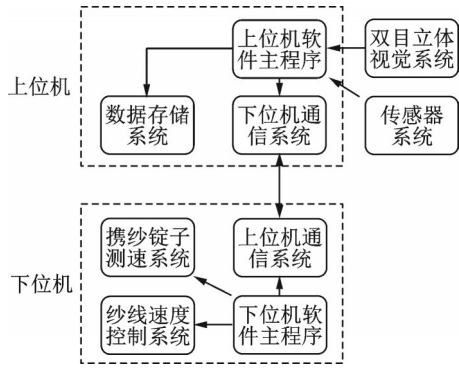 上位机软
件主程序
双目立体
视觉系统
上位机
数据存储
系统
下位机通
信系统
传感器
系统
携纱锭子
测速系统
上位机通
信系统
下位机
纱线速度
控制系统
下位机软
件主程序